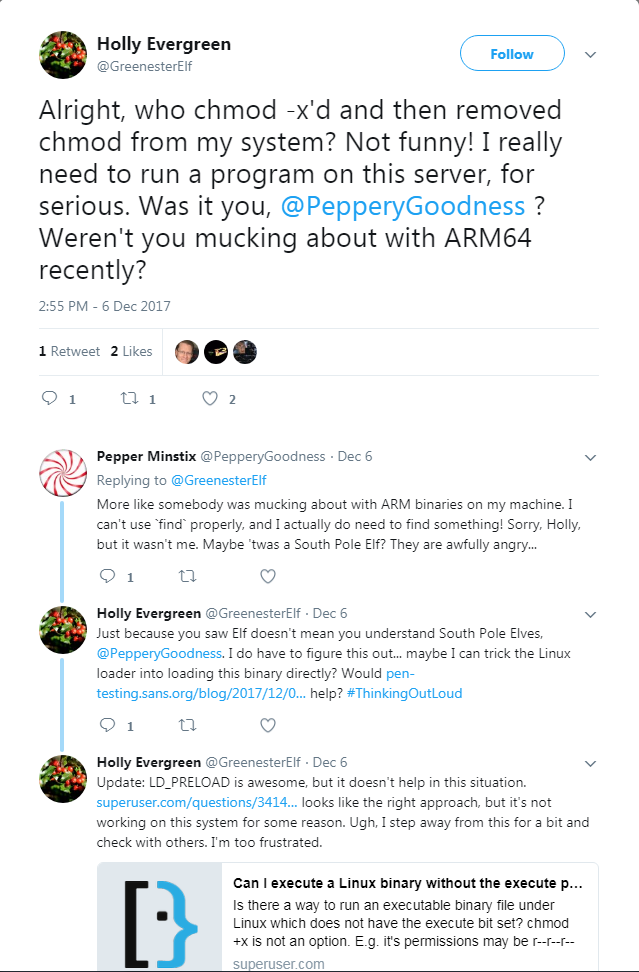 Holly Evergreen
@GreenesterElf
Follow
Alright, who chmod -x'd and then removed
chmod from my system? Not funny! I really
need to run a program on this server, for
serious. Was it you, @PepperyGoodness ?
Weren't you mucking about with ARM64
recently?
2:55 PM - 6 Dec 2017
1 Retweet 2 Likes
1 1 2
Pepper Minstix @PepperyGoodness · Dec 6
Replying to @GreenesterElf
More like somebody was mucking about with ARM binaries on my machine. I
can't use `find` properly, and I actually do need to find something! Sorry, Holly,
but it wasn't me. Maybe 'twas a South Pole Elf? They are awfully angry...
1
Holly Evergreen @GreenesterElf · Dec 6
Just because you saw Elf doesn't mean you understand South Pole Elves,
@PepperyGoodness. I do have to figure this out... maybe I can trick the Linux
loader into loading this binary directly? Would pen-
testing.sans.org/blog/2017/12/0... help? #ThinkingOutLoud
1
Holly Evergreen @GreenesterElf · Dec 6
Update: LD_PRELOAD is awesome, but it doesn't help in this situation.
superuser.com/questions/3414... looks like the right approach, but it's not
working on this system for some reason. Ugh, I step away from this for a bit and
check with others. I'm too frustrated.
Can I execute a Linux binary without the execute p...
Is there a way to run an executable binary file under
Linux which does not have the execute bit set? chmod
+x is not an option. E.g. it's permissions may be r--r--r--
superuser.com